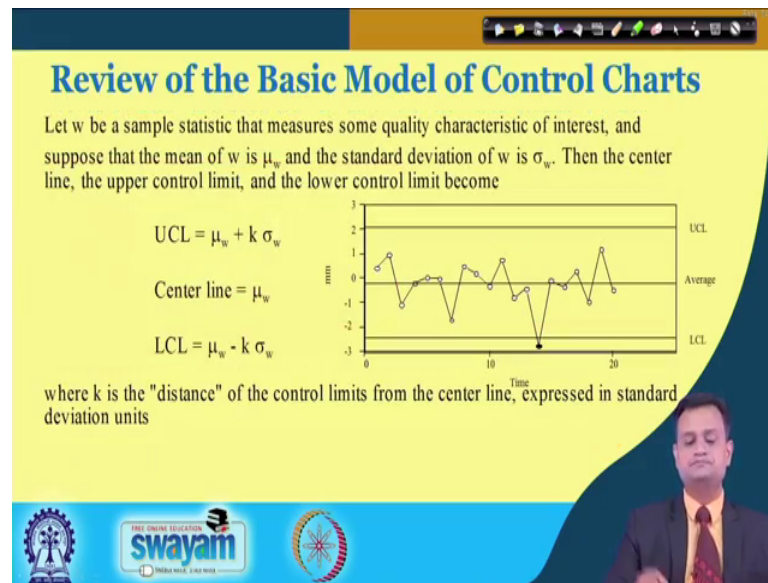 Review of the Basic Model of Control Charts
Let w be a sample statistic that measures some quality characteristic of interest, and
suppose that the mean of w is μw and the standard deviation of w is σw. Then the center
line, the upper control limit, and the lower control limit become
UCL = μw + k σw
Center line = μw
LCL = μw - k σw
3
2
1
0
-1
-2
-3
mm
UCL
Average
LCL
0 10 20
Time
where k is the "distance" of the control limits from the center line, expressed in standard
deviation units
FREE ONLINE EDUCATION
swayam